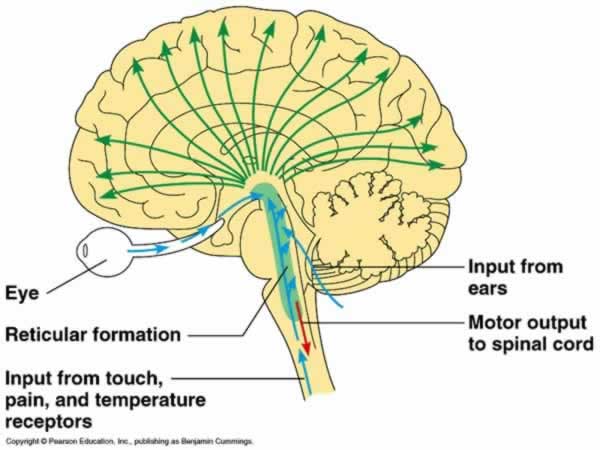 Eye
Reticular formation
Input from touch,
pain, and temperature
receptors
Input from
ears
Motor output
to spinal cord
Copyright © Pearson Education, Inc., publishing as Benjamin Cummings.